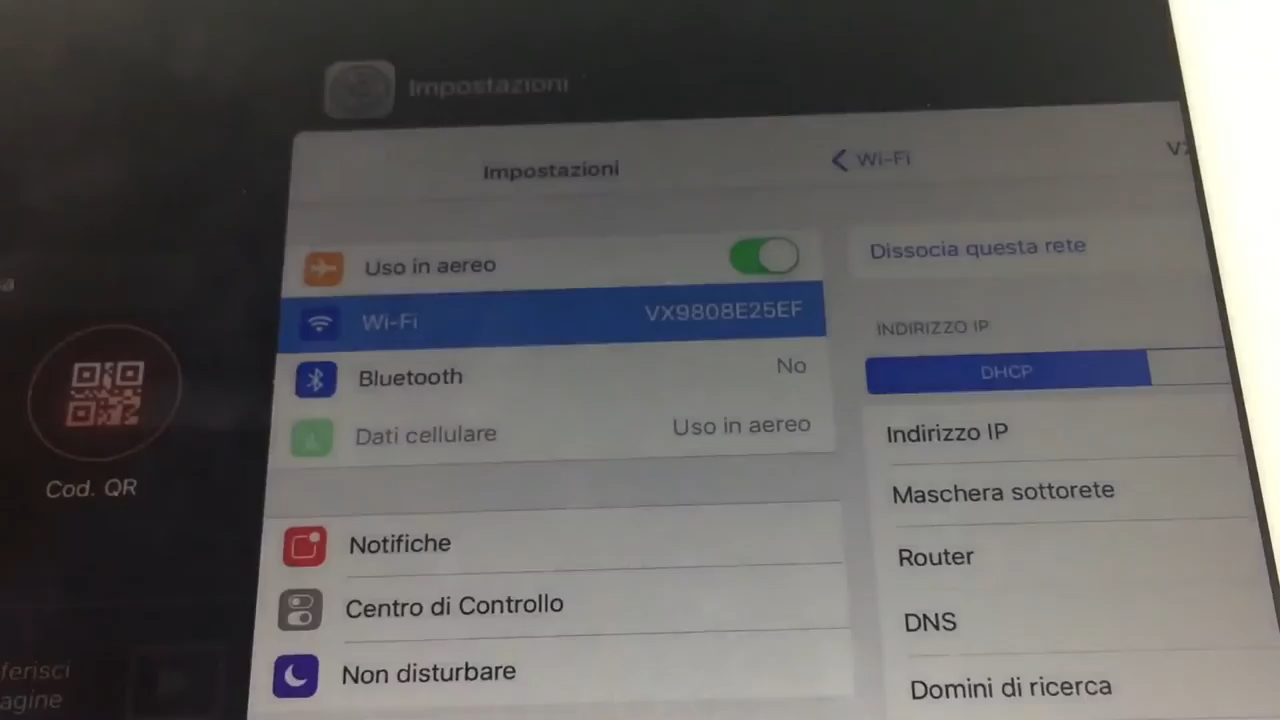 Impostazioni
Impostazioni
Wi-Fi
Uso in aereo
Wi-Fi
VX9808E25EF
Bluetooth
No
Dati cellulare
Uso in aereo
Notifiche
Centro di Controllo
Non disturbare
Dissocia questa rete
INDIRIZZO IP
DHCP
Indirizzo IP
Maschera sottorete
Router
DNS
Domini di ricerca
Cod. QR